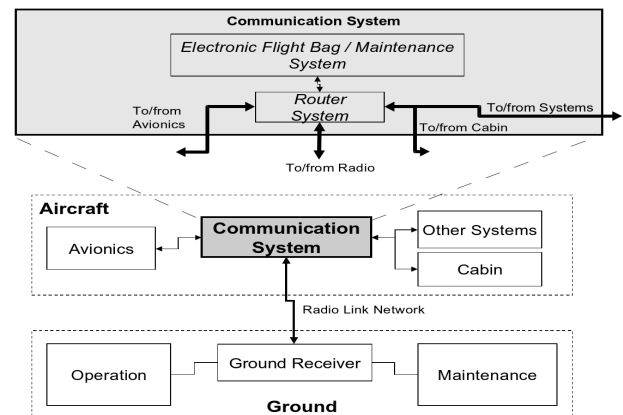 Communication System
Electronic Flight Bag / Maintenance
System
Router
System
To/from
Avionics
To/from Systems
To/from Cabin
To/from Radio
Aircraft
Communication
System
Avionics
Other Systems
Cabin
Radio Link Network
Operation
Ground Receiver
Maintenance
Ground